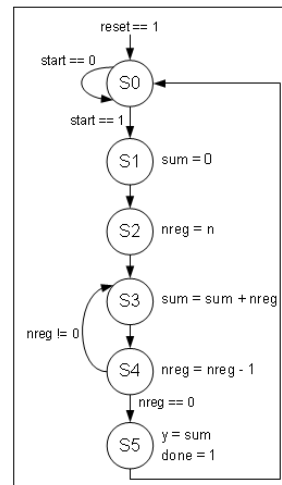 reset == 1
start == 0
S0
start == 1
S1
sum = 0
S2
nreg = n
S3
sum = sum + nreg
nreg != 0
S4
nreg = nreg - 1
nreg == 0
S5
y = sum
done = 1